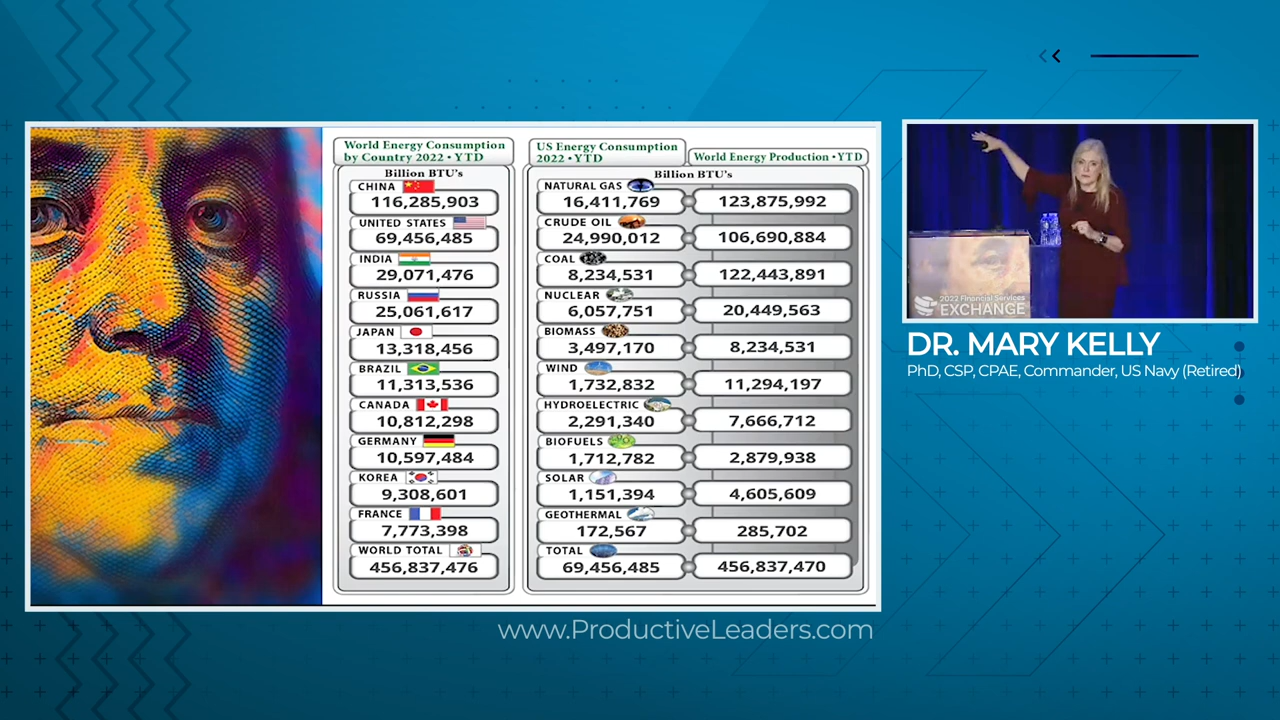 World Energy Consumption
by Country 2022 • YTD
Billion BTU's
CHINA
116,285,903
UNITED STATES
69,456,485
INDIA
29,071,476
RUSSIA
25,061,617
JAPAN
13,318,456
BRAZIL
11,313,536
CANADA
10,812,298
GERMANY
10,597,484
KOREA
9,308,601
FRANCE
7,773,398
WORLD TOTAL
456,837,476
US Energy Consumption
2022 • YTD
World Energy Production • YTD
Billion BTU's
NATURAL GAS
16,411,769 123,875,992
CRUDE OIL
24,990,012 106,690,884
COAL
8,234,531 122,443,891
NUCLEAR
6,057,751 20,449,563
BIOMASS
3,497,170 8,234,531
WIND
1,732,832 11,294,197
HYDROELECTRIC
2,291,340 7,666,712
BIOFUELS
1,712,782 2,879,938
SOLAR
1,151,394 4,605,609
GEOTHERMAL
172,567 285,702
TOTAL
69,456,485 456,837,470
2022 Financial Services
EXCHANGE
DR. MARY KELLY
PhD, CSP, CPAE, Commander, US Navy (Retired)
www.ProductiveLeaders.com